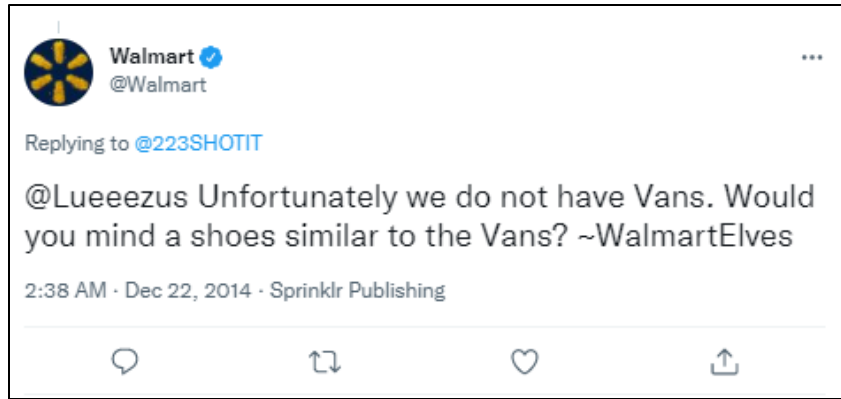 Walmart
@Walmart
Replying to @223SHOTIT
@Lueeezus Unfortunately we do not have Vans. Would
you mind a shoes similar to the Vans? ~WalmartElves
2:38 AM · Dec 22, 2014 · Sprinklr Publishing